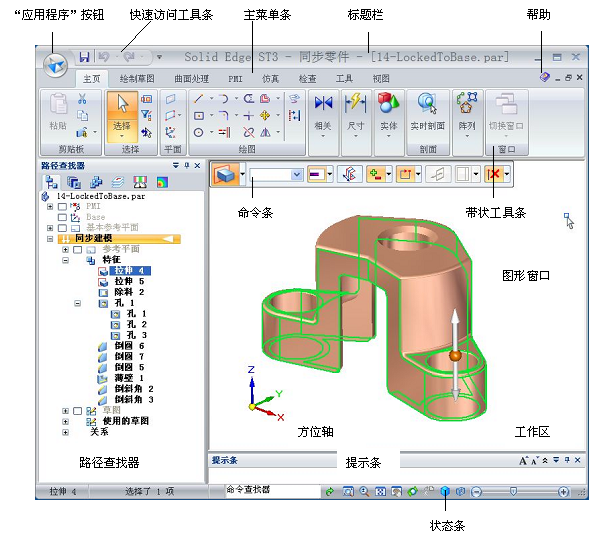 “应用程序”按钮
快速访问工具条
主菜单条
标题栏
帮助
Solid Edge ST3 - 同步零件 - [14-LockedToBase.par]
主页 绘制草图 曲面处理 PMI 仿真 检查 工具 视图
粘贴 选择 相关 尺寸 实体 实时剖面 阵列 切换窗口
剪贴板 选择 平面 绘图 剖面 窗口
路径查找器
14-LockedToBase.par
PMI
Base
基本参考平面
同步建模
参考平面
特征
拉伸 4
拉伸 5
除料 2
孔 1
孔 1
孔 2
孔 3
倒圆 6
倒圆 7
倒圆 5
薄壁 1
倒斜角 2
倒斜角 3
草图
使用的草图
关系
路径查找器
命令条
带状工具条
图形窗口
Z
Y
X
方位轴
工作区
提示条
提示条
拉伸 4 选择了 1 项 命令查找器
状态条